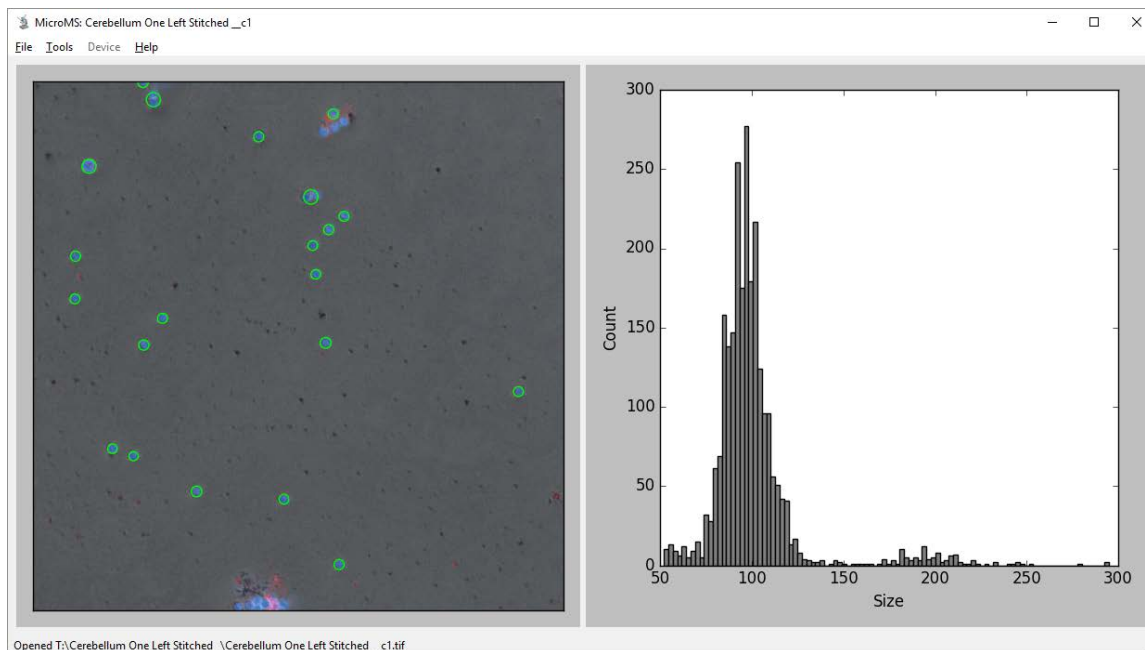 MicroMS: Cerebellum One Left Stitched __c1
File Tools Device Help
300
250
200
150
100
50
0
Count
50 100 150 200 250 300
Size
Opened T:\Cerebellum One Left Stitched _\Cerebellum One Left Stitched __c1.tif